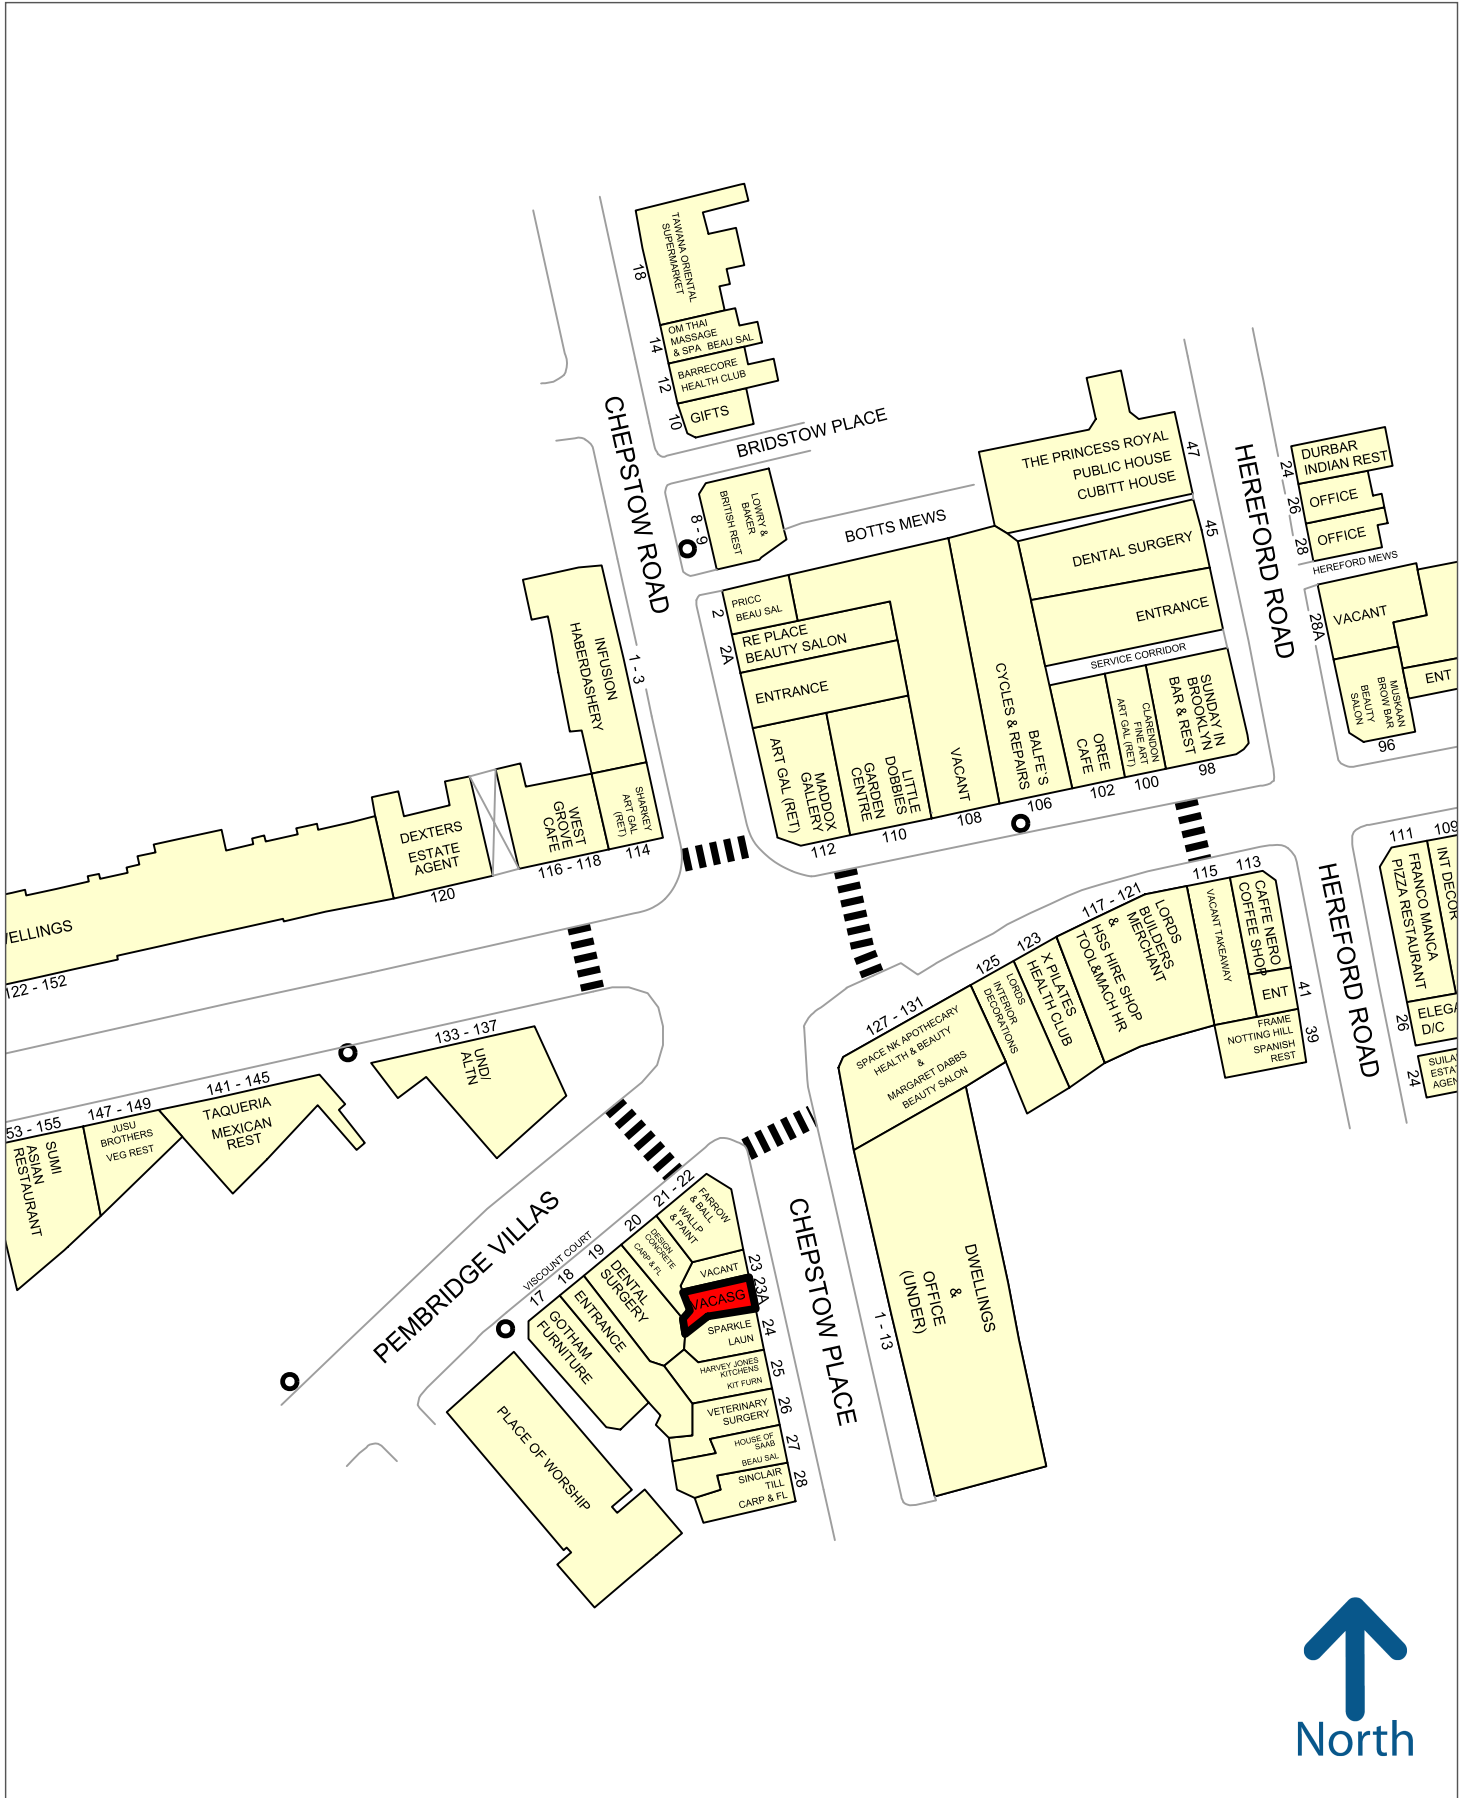 TAWANA ORIENTAL
SUPERMARKET
18
OM THAI
MASSAGE
& SPA BEAU SAL
14
BARRECORE
HEALTH CLUB
12
GIFTS
10
CHEPSTOW ROAD
BRIDSTOW PLACE
LOWRY &
BAKER
BRITISH REST
8 - 9
BOTTS MEWS
THE PRINCESS ROYAL
PUBLIC HOUSE
CUBITT HOUSE
47
HEREFORD ROAD
DURBAR
INDIAN REST
24
OFFICE
26
OFFICE
28
HEREFORD MEWS
45
DENTAL SURGERY
ENTRANCE
SERVICE CORRIDOR
VACANT
28A
ENT
MUSKAAN
BROW BAR
BEAUTY
SALON
96
INFUSION
HABERDASHERY
1 - 3
PRICC
BEAU SAL
2
RE PLACE
BEAUTY SALON
2A
ENTRANCE
MADDOX
GALLERY
ART GAL (RET)
112
LITTLE
DOBBIES
GARDEN
CENTRE
110
VACANT
108
BALFE`S
CYCLES & REPAIRS
106
OREE
CAFE
102
CLARENDON
FINE ART
ART GAL (RET)
100
SUNDAY IN
BROOKLYN
BAR & REST
98
SHARKEY
ART GAL
(RET)
114
WEST
GROVE
CAFE
116 - 118
DEXTERS
ESTATE
AGENT
120
ELLINGS
122 - 152
133 - 137
UND/
ALTN
141 - 145
TAQUERIA
MEXICAN
REST
147 - 149
JUSU
BROTHERS
VEG REST
53 - 155
SUMI
ASIAN
RESTAURANT
111
109
FRANCO MANCA
PIZZA RESTAURANT
INT DECOR
26
ELEGA
D/C
24
SUILA
ESTAT
AGEN
HEREFORD ROAD
113
CAFFE NERO
COFFEE SHOP
115
VACANT TAKEAWAY
ENT
41
FRAME
NOTTING HILL
SPANISH
REST
39
117 - 121
LORDS
BUILDERS
MERCHANT
&
HSS HIRE SHOP
TOOL&MACH HR
123
X PILATES
HEALTH CLUB
125
LORDS
INTERIOR
DECORATIONS
127 - 131
SPACE NK APOTHECARY
HEALTH & BEAUTY
&
MARGARET DABBS
BEAUTY SALON
DWELLINGS
&
OFFICE
(UNDER)
1 - 13
CHEPSTOW PLACE
PEMBRIDGE VILLAS
VISCOUNT COURT
21 - 22
FARROW
& BALL
WALLP
& PAINT
20
DESIGN
CONCRETE
CARP & FL
19
DENTAL
SURGERY
18
ENTRANCE
17
GOTHAM
FURNITURE
VACANT
23
VACASG
23A
SPARKLE
LAUN
24
HARVEY JONES
KITCHENS
KIT FURN
25
VETERINARY
SURGERY
26
HOUSE OF
SAAB
BEAU SAL
27
SINCLAIR
TILL
CARP & FL
28
PLACE OF WORSHIP
North